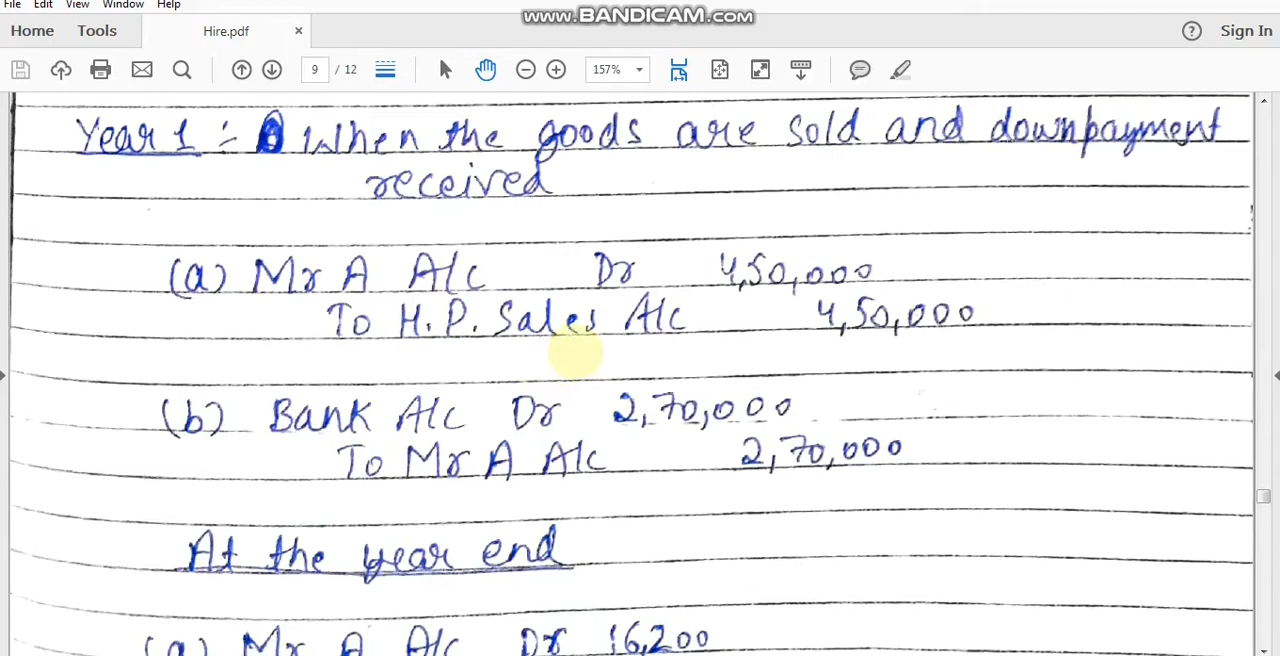 File Edit View Window Help
www.BANDICAM.com
Home Tools Hire.pdf × ? Sign In
9 / 12 157%
Year 1 :- When the goods are sold and downpayment
received
(a) Mr A A/c Dr 4,50,000
To H.P. Sales A/c 4,50,000
(b) Bank A/c Dr 2,70,000
To Mr A A/c 2,70,000
At the year end
(a) Mr A A/c Dr 16,200